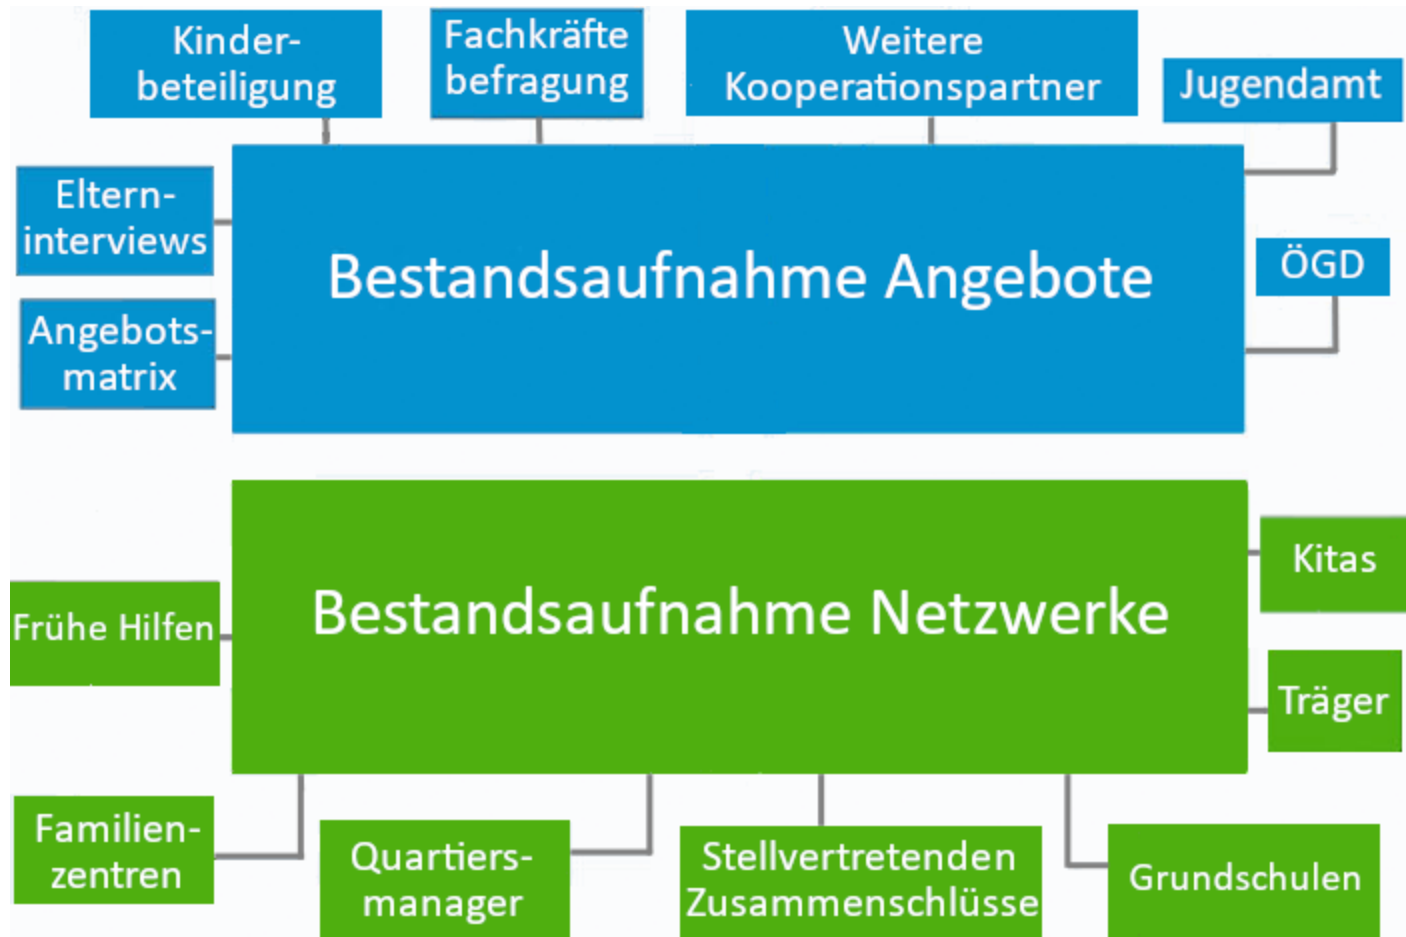 Kinder-
beteiligung
Fachkräfte
befragung
Weitere
Kooperationspartner
Jugendamt
Eltern-
interviews
Bestandsaufnahme Angebote
ÖGD
Angebots-
matrix
Bestandsaufnahme Netzwerke
Kitas
Frühe Hilfen
Träger
Familien-
zentren
Quartiers-
manager
Stellvertretenden
Zusammenschlüsse
Grundschulen